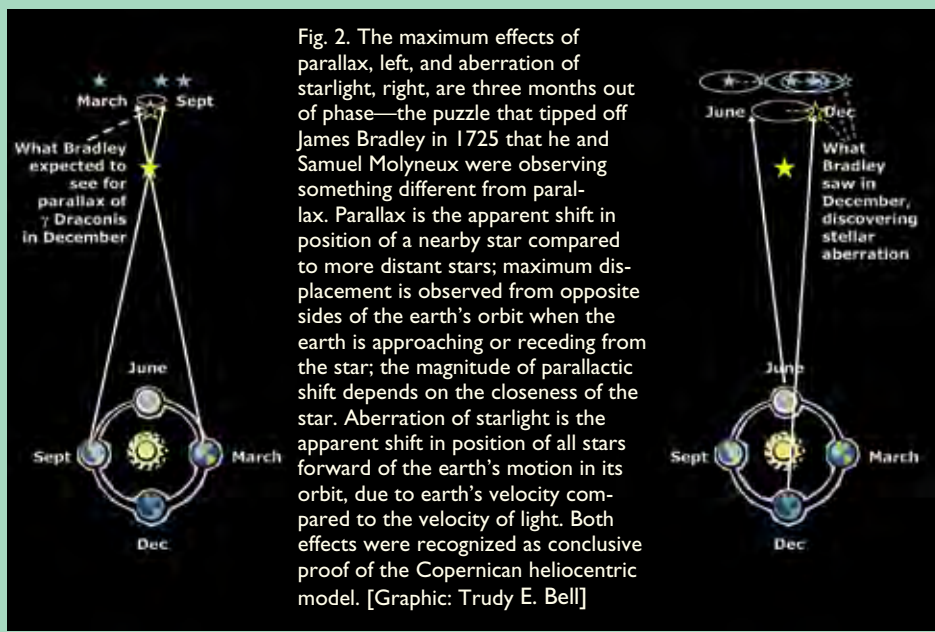 Fig. 2. The maximum effects of
parallax, left, and aberration of
starlight, right, are three months out
of phase—the puzzle that tipped off
James Bradley in 1725 that he and
Samuel Molyneux were observing
something different from paral-
lax. Parallax is the apparent shift in
position of a nearby star compared
to more distant stars; maximum dis-
placement is observed from opposite
sides of the earth's orbit when the
earth is approaching or receding from
the star; the magnitude of parallactic
shift depends on the closeness of the
star. Aberration of starlight is the
apparent shift in position of all stars
forward of the earth's motion in its
orbit, due to earth's velocity com-
pared to the velocity of light. Both
effects were recognized as conclusive
proof of the Copernican heliocentric
model. [Graphic: Trudy E. Bell]
March Sept
What Bradley
expected to
see for
parallax of
γ Draconis
in December
June
Sept March
Dec
June Dec
What
Bradley
saw in
December,
discovering
stellar
aberration
June
Sept March
Dec